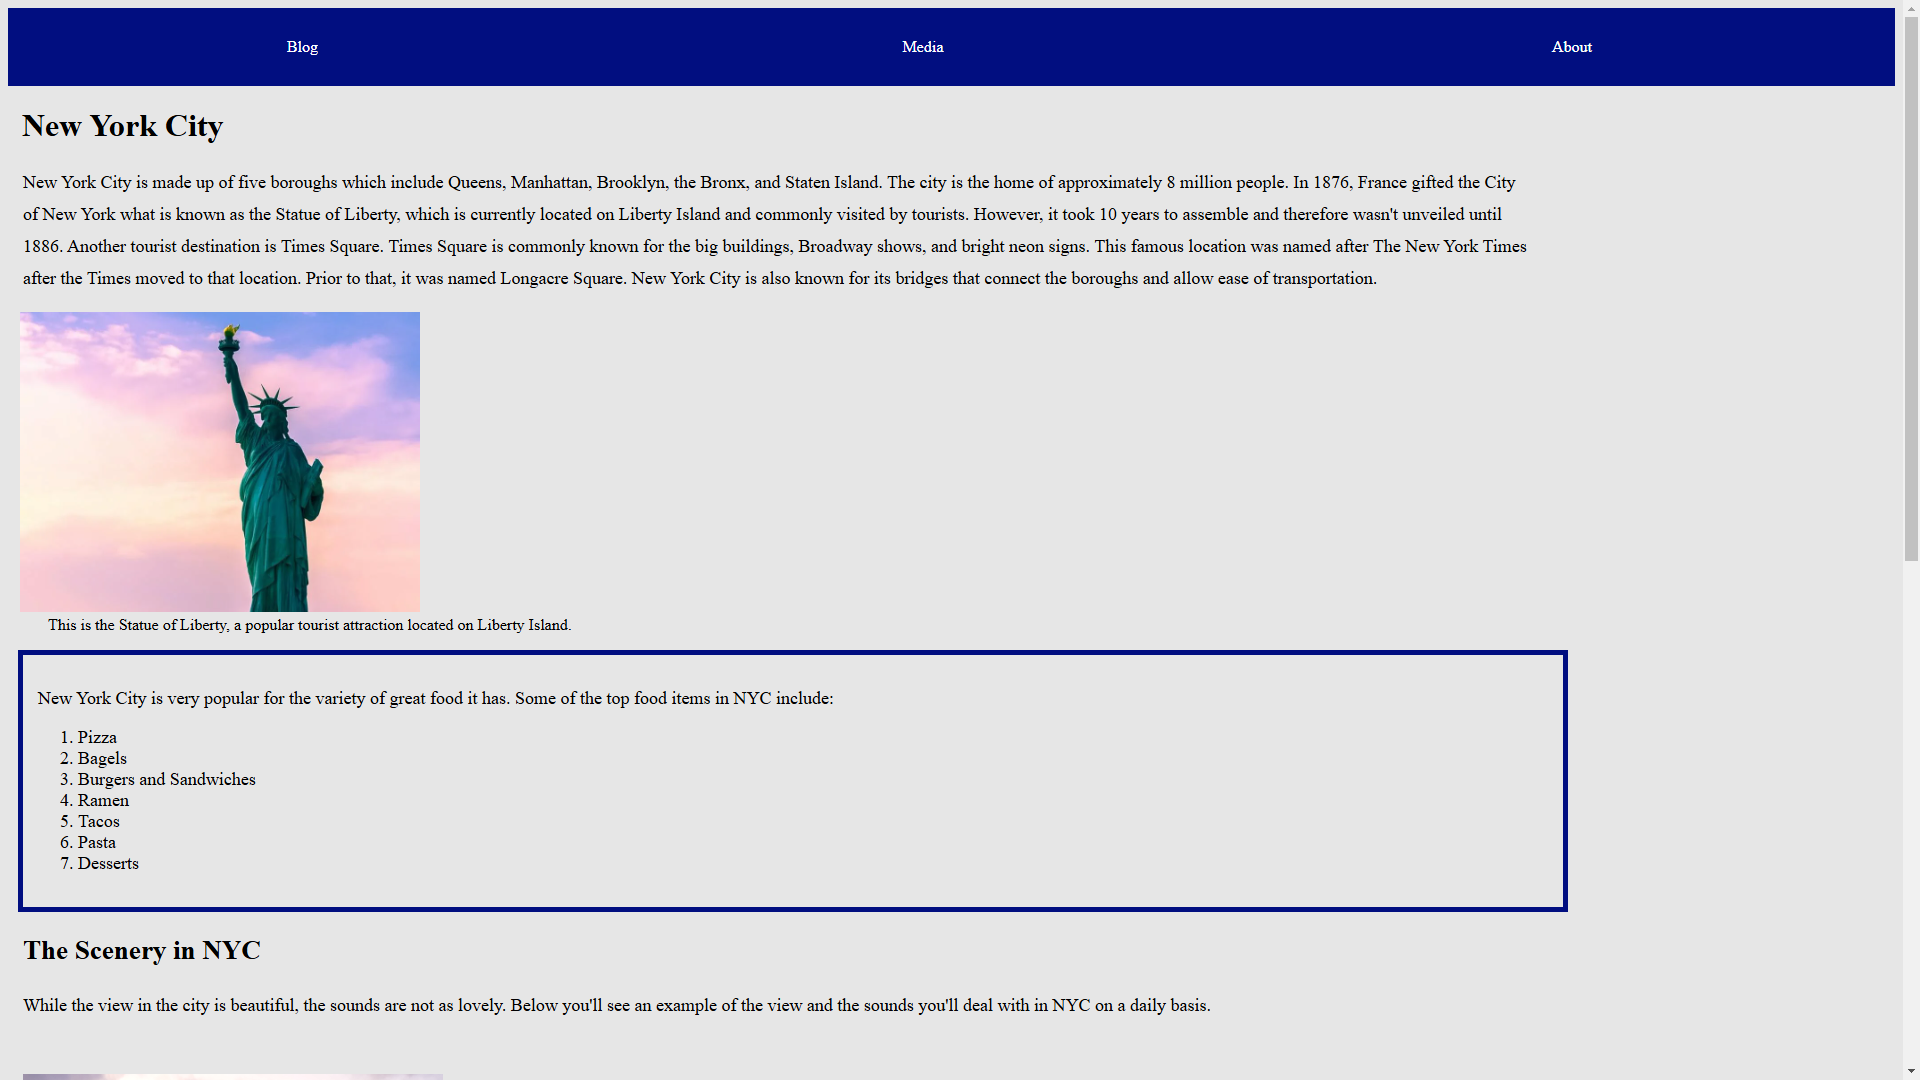 Blog
Media
About
New York City
New York City is made up of five boroughs which include Queens, Manhattan, Brooklyn, the Bronx, and Staten Island. The city is the home of approximately 8 million people. In 1876, France gifted the City
of New York what is known as the Statue of Liberty, which is currently located on Liberty Island and commonly visited by tourists. However, it took 10 years to assemble and therefore wasn't unveiled until
1886. Another tourist destination is Times Square. Times Square is commonly known for the big buildings, Broadway shows, and bright neon signs. This famous location was named after The New York Times
after the Times moved to that location. Prior to that, it was named Longacre Square. New York City is also known for its bridges that connect the boroughs and allow ease of transportation.
This is the Statue of Liberty, a popular tourist attraction located on Liberty Island.
New York City is very popular for the variety of great food it has. Some of the top food items in NYC include:
1. Pizza
2. Bagels
3. Burgers and Sandwiches
4. Ramen
5. Tacos
6. Pasta
7. Desserts
The Scenery in NYC
While the view in the city is beautiful, the sounds are not as lovely. Below you'll see an example of the view and the sounds you'll deal with in NYC on a daily basis.